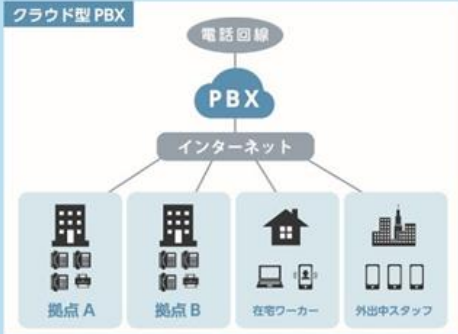 クラウド型 PBX
電話回線
PBX
インターネット
拠点 A
拠点 B
在宅ワーカー
外出中スタッフ